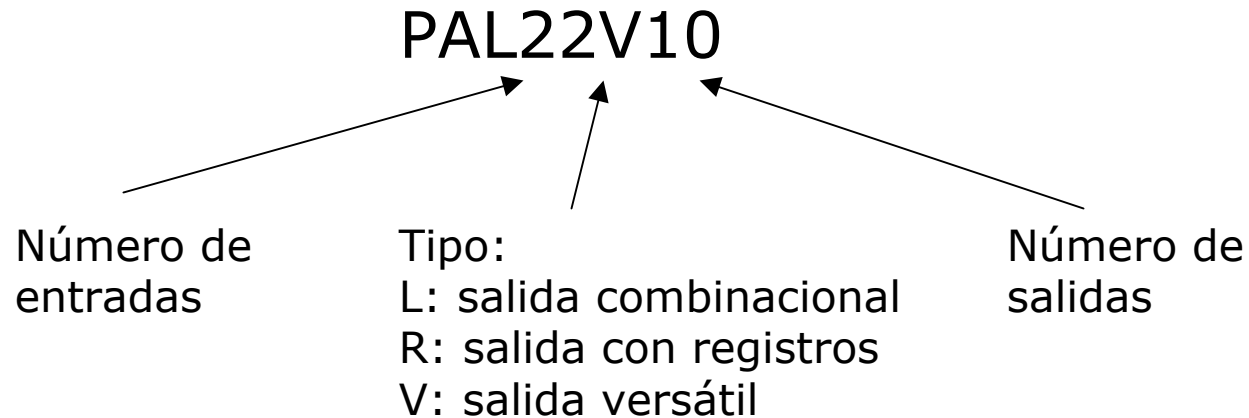 PAL22V10
Número de
entradas
Tipo:
L: salida combinacional
R: salida con registros
V: salida versátil
Número de
salidas